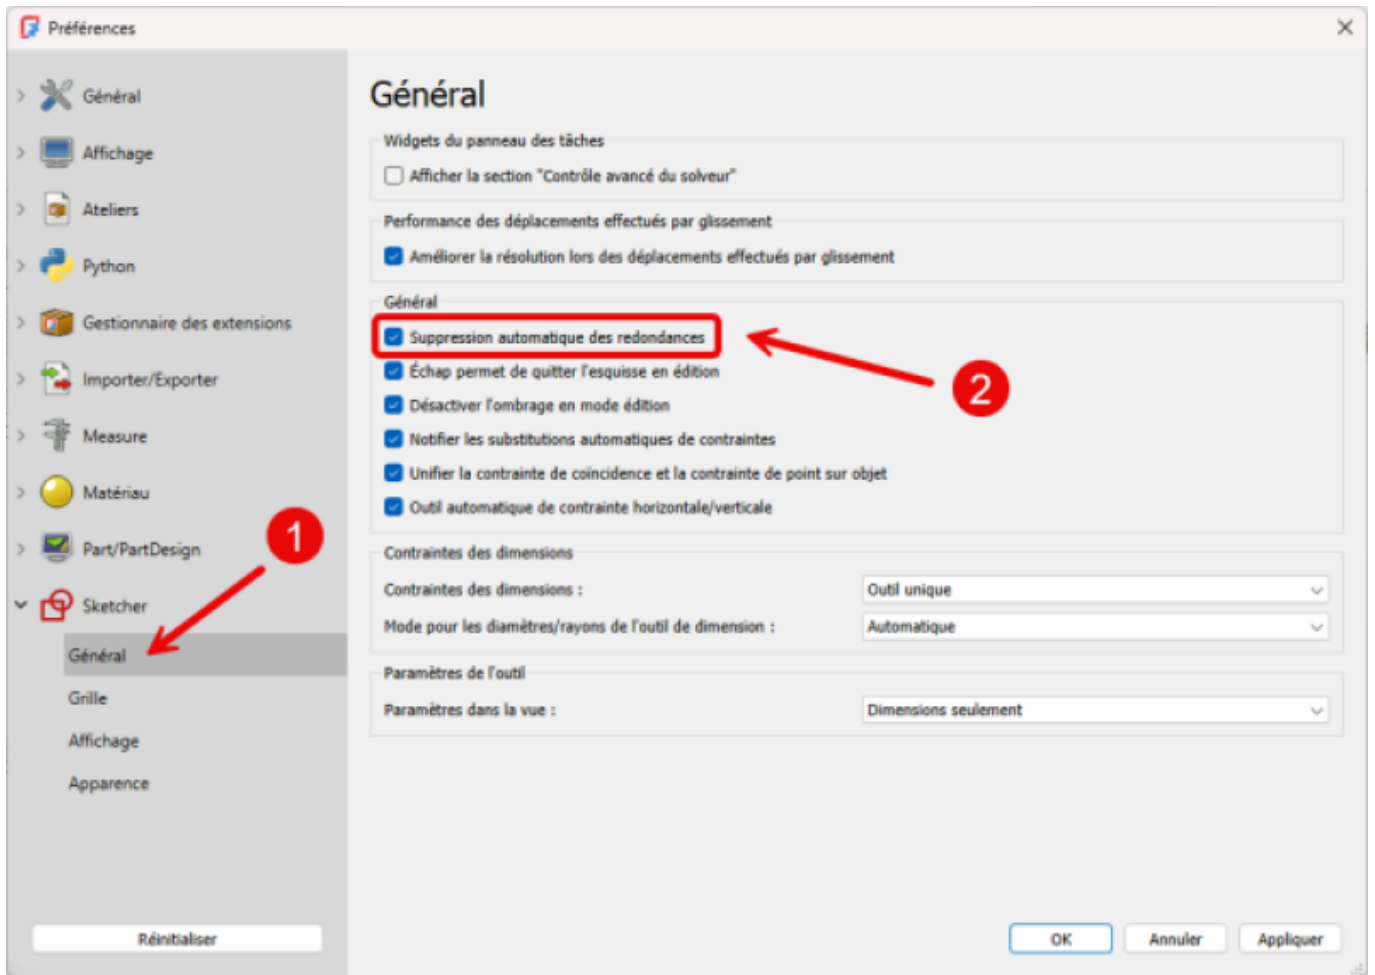 Préférences
Général
Affichage
Ateliers
Python
Gestionnaire des extensions
Importer/Exporter
Measure
Matériau
Part/PartDesign
1
Sketcher
Général
Grille
Affichage
Apparence
Réinitialiser
Général
Widgets du panneau des tâches
Afficher la section "Contrôle avancé du solveur"
Performance des déplacements effectués par glissement
Améliorer la résolution lors des déplacements effectués par glissement
Général
Suppression automatique des redondances
2
Échap permet de quitter l'esquisse en édition
Désactiver l'ombrage en mode édition
Notifier les substitutions automatiques de contraintes
Unifier la contrainte de coïncidence et la contrainte de point sur objet
Outil automatique de contrainte horizontale/verticale
Contraintes des dimensions
Contraintes des dimensions : Outil unique
Mode pour les diamètres/rayons de l'outil de dimension : Automatique
Paramètres de l'outil
Paramètres dans la vue : Dimensions seulement
OK Annuler Appliquer